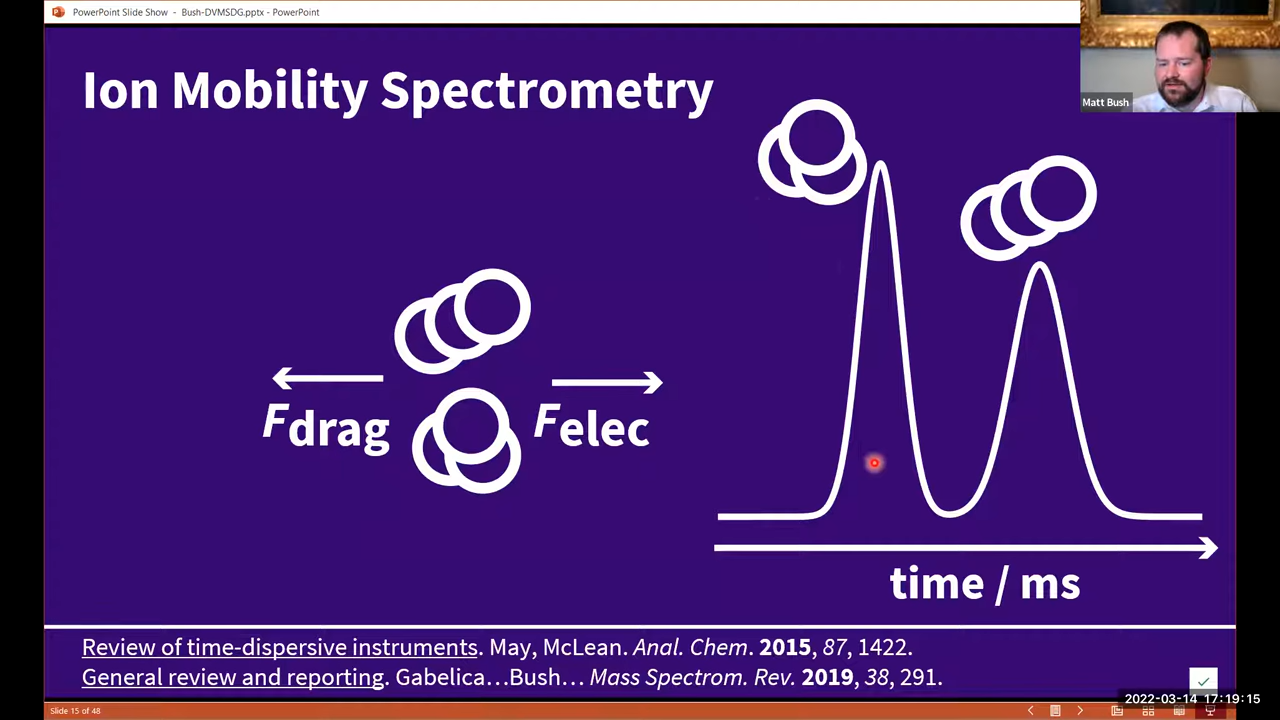 PowerPoint Slide Show - Bush-DVMSDG.pptx - PowerPoint
Ion Mobility Spectrometry
Matt Bush
Fdrag
Felec
time / ms
Review of time-dispersive instruments. May, McLean. Anal. Chem. 2015, 87, 1422.
General review and reporting. Gabelica…Bush… Mass Spectrom. Rev. 2019, 38, 291.
2022-03-14 17:19:15
Slide 15 of 48